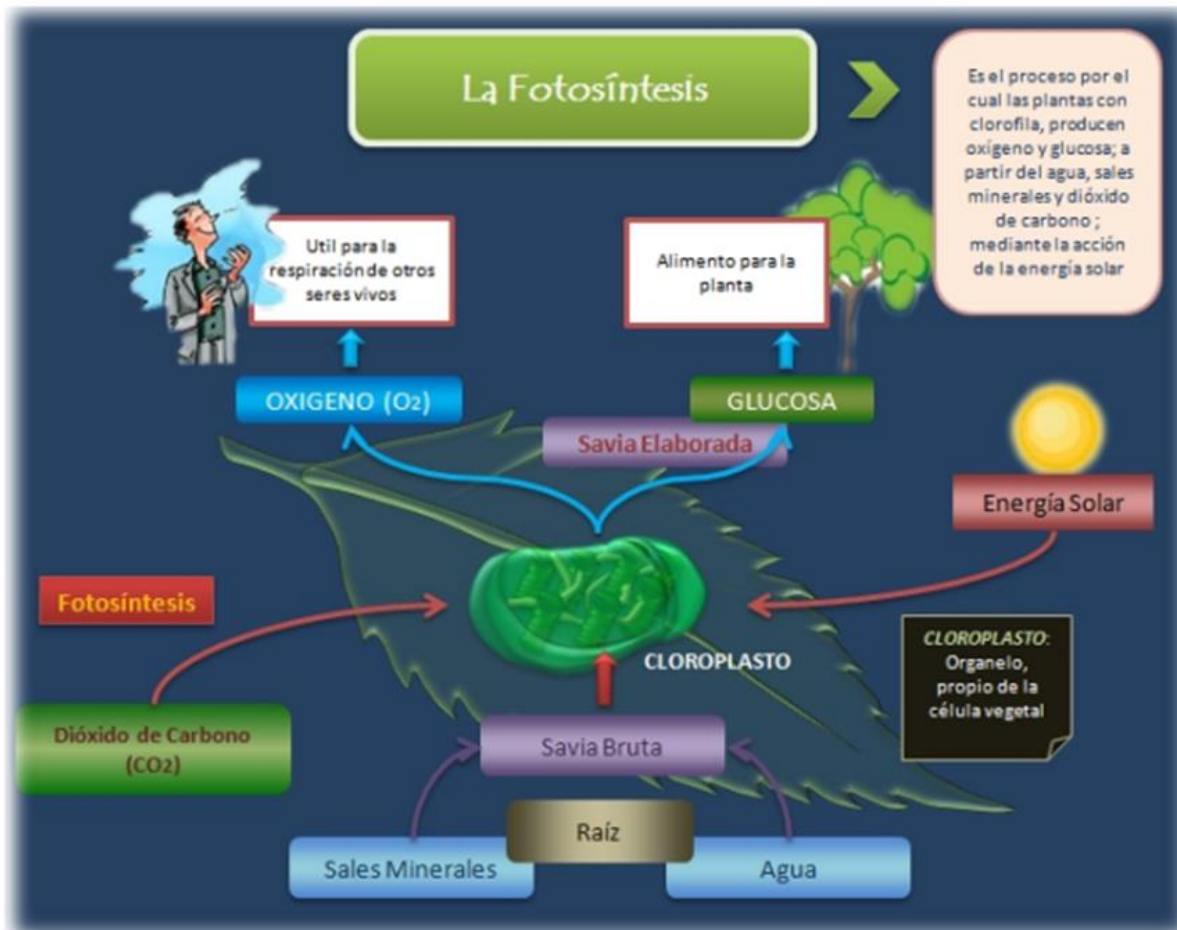 La Fotosíntesis
Es el proceso por el
cual las plantas con
clorofila, producen
oxígeno y glucosa; a
partir del agua, sales
minerales y dióxido
de carbono ;
mediante la acción
de la energía solar
Util para la
respiración de otros
seres vivos
Alimento para la
planta
OXIGENO (O2)
GLUCOSA
Savia Elaborada
Energía Solar
Fotosíntesis
CLOROPLASTO
CLOROPLASTO:
Organelo,
propio de la
célula vegetal
Dióxido de Carbono
(CO2)
Savia Bruta
Raíz
Sales Minerales
Agua